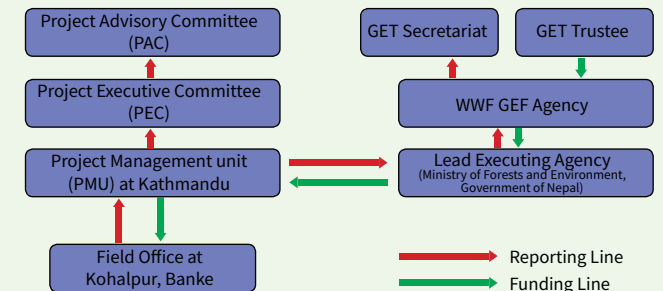 Project Advisory Committee
(PAC)
GET Secretariat
GET Trustee
Project Executive Committee
(PEC)
WWF GEF Agency
Project Management unit
(PMU) at Kathmandu
Lead Executing Agency
(Ministry of Forests and Environment,
Government of Nepal)
Field Office at
Kohalpur, Banke
Reporting Line
Funding Line